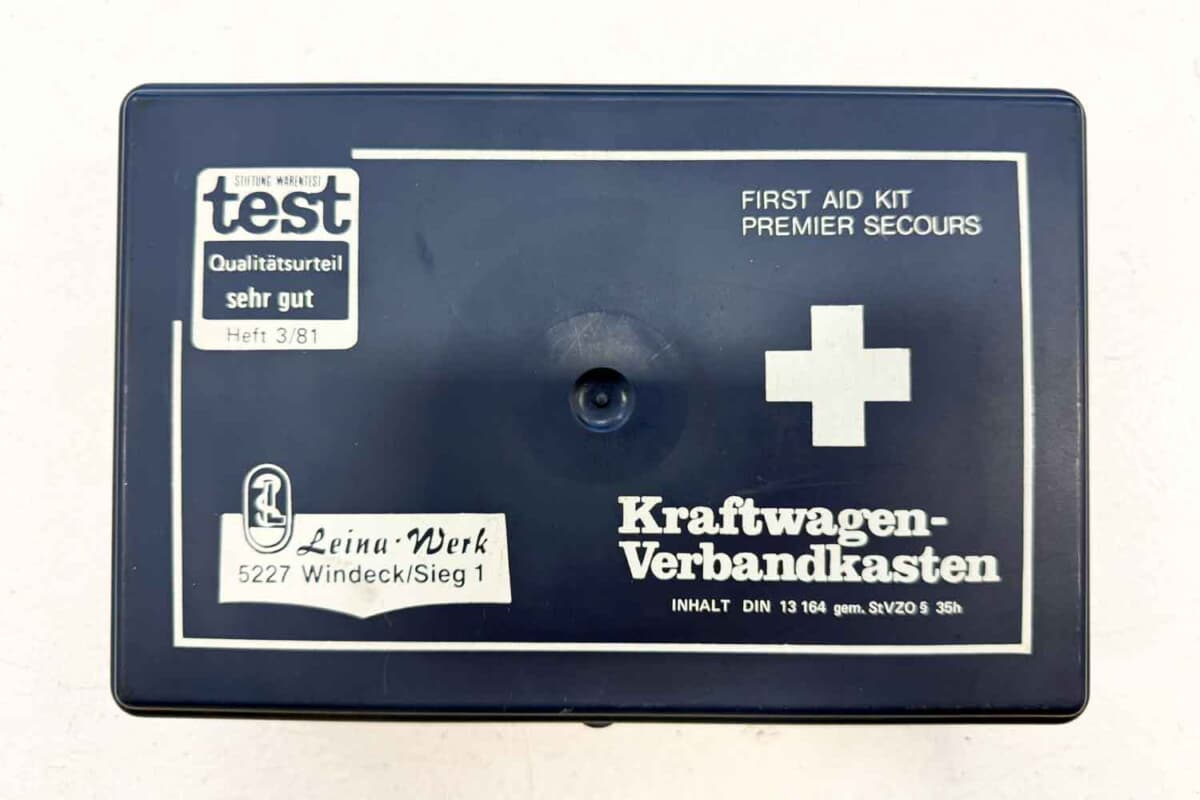 STIFTUNG WARENTEST
test
Qualitätsurteil
sehr gut
Heft 3/81
FIRST AID KIT
PREMIER SECOURS
Leina-Werk
5227 Windeck/Sieg 1
Kraftwagen-
Verbandkasten
INHALT DIN 13 164 gem. StVZO § 35h